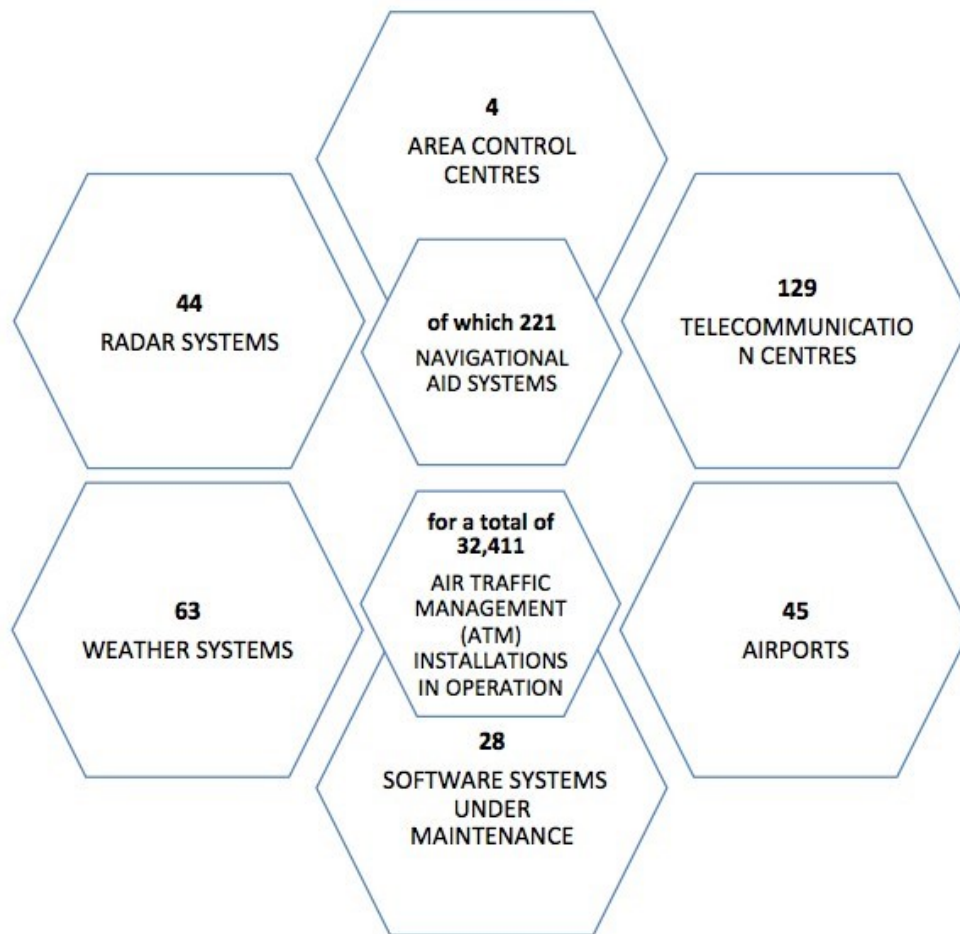 4
AREA CONTROL
CENTRES
44
RADAR SYSTEMS
of which 221
NAVIGATIONAL
AID SYSTEMS
129
TELECOMMUNICATIO
N CENTRES
63
WEATHER SYSTEMS
for a total of
32,411
AIR TRAFFIC
MANAGEMENT
(ATM)
INSTALLATIONS
IN OPERATION
45
AIRPORTS
28
SOFTWARE SYSTEMS
UNDER
MAINTENANCE